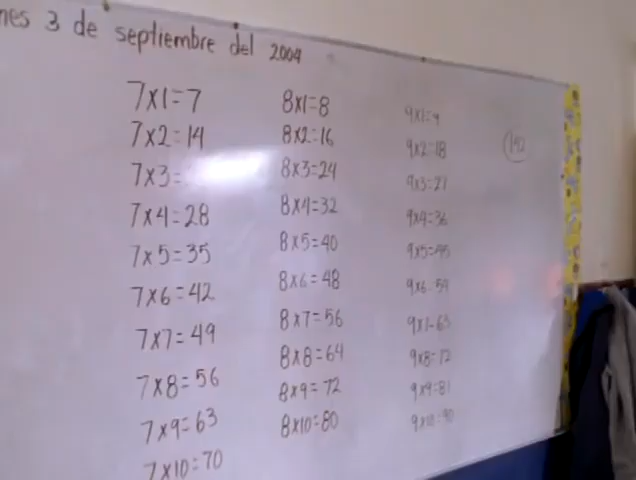 nes 3 de septiembre del 2004
7x1=7
7x2=14
7x3=
7x4=28
7x5=35
7x6=42
7x7=49
7x8=56
7x9=63
7x10=70
8x1=8
8x2=16
8x3=24
8x4=32
8x5=40
8x6=48
8x7=56
8x8=64
8x9=72
8x10=80
9x1=9
9x2=18
9x3=27
9x4=36
9x5=45
9x6=54
9x7=63
9x8=72
9x9=81
9x10=90